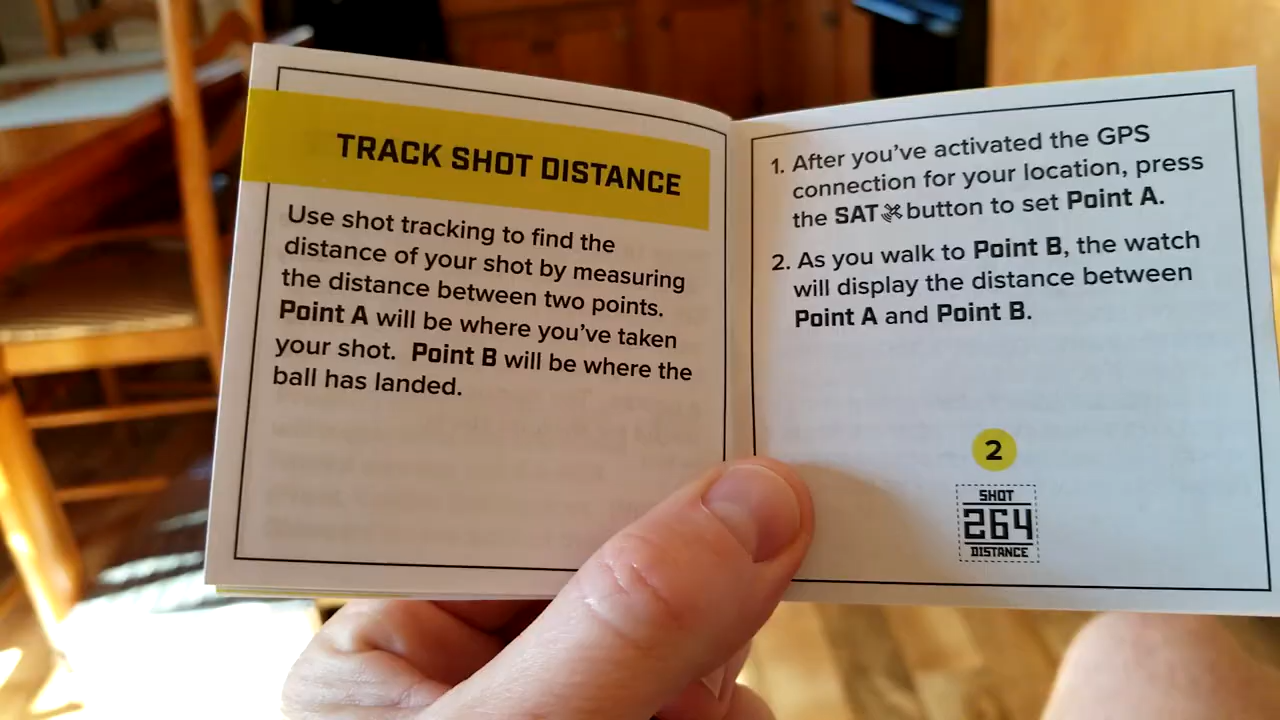 TRACK SHOT DISTANCE
Use shot tracking to find the
distance of your shot by measuring
the distance between two points.
Point A will be where you've taken
your shot. Point B will be where the
ball has landed.
1. After you've activated the GPS
connection for your location, press
the SAT button to set Point A.
2. As you walk to Point B, the watch
will display the distance between
Point A and Point B.
2
SHOT
264
DISTANCE